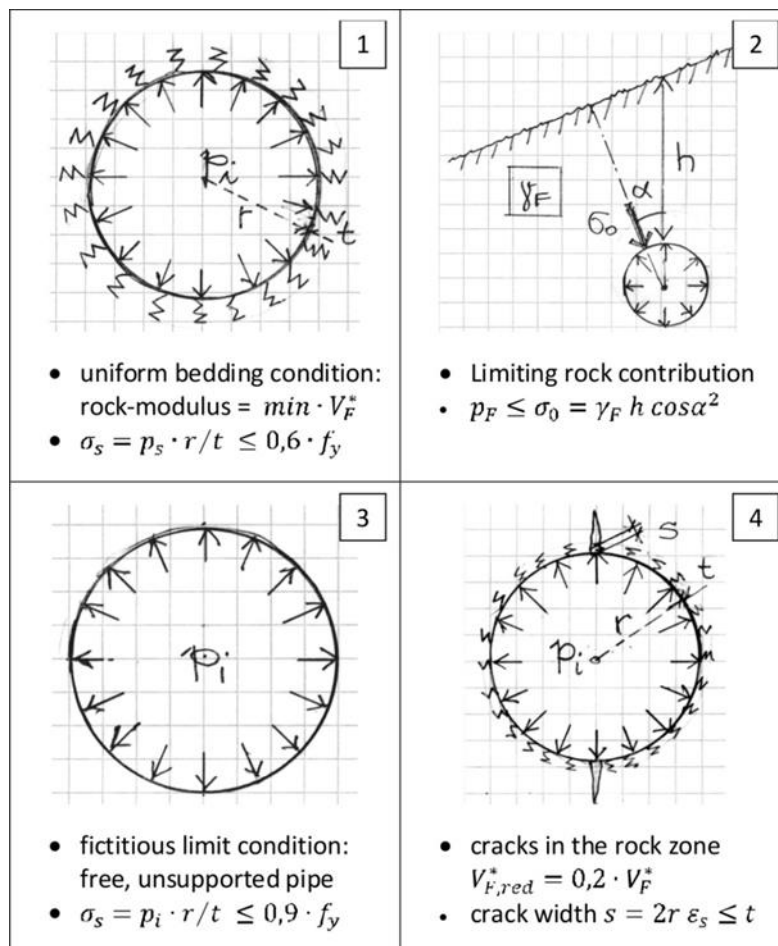 1
p_i
r
t
• uniform bedding condition:
rock-modulus = min · V_F^*
• σ_s = p_s · r/t ≤ 0,6 · f_y
2
h
γ_F
α
σ_0
• Limiting rock contribution
• p_F ≤ σ_0 = γ_F h cosα^2
3
p_i
• fictitious limit condition:
free, unsupported pipe
• σ_s = p_i · r/t ≤ 0,9 · f_y
4
s
t
r
p_i
• cracks in the rock zone
V_{F,red}^* = 0,2 · V_F^*
• crack width s = 2r ε_s ≤ t